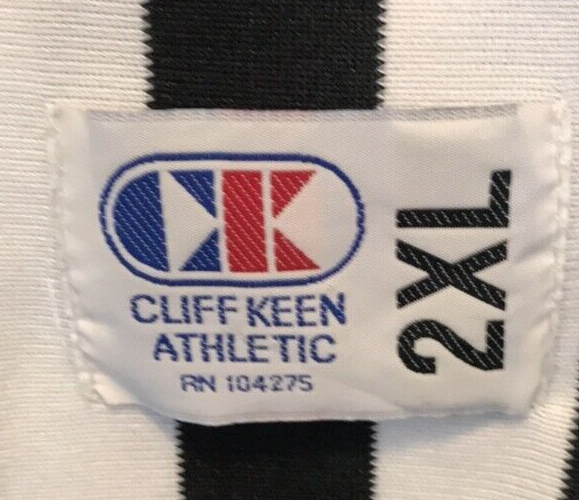 CK
CLIFF KEEN
ATHLETIC
RN 104275
2XL